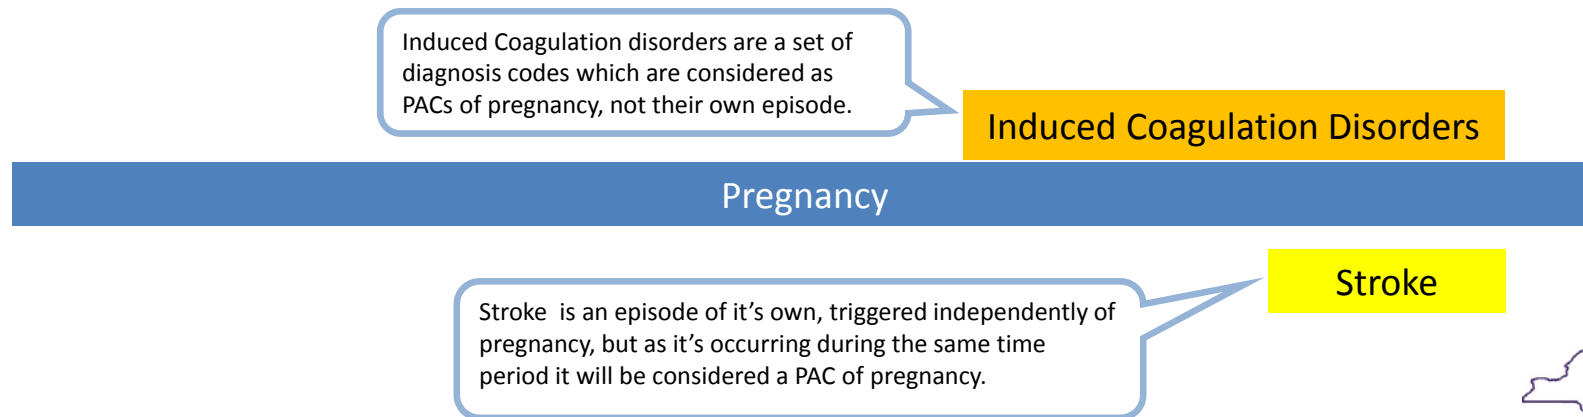 Induced Coagulation disorders are a set of
diagnosis codes which are considered as
PACs of pregnancy, not their own episode.
Induced Coagulation Disorders
Pregnancy
Stroke
Stroke  is an episode of it’s own, triggered independently of
pregnancy, but as it’s occurring during the same time
period it will be considered a PAC of pregnancy.